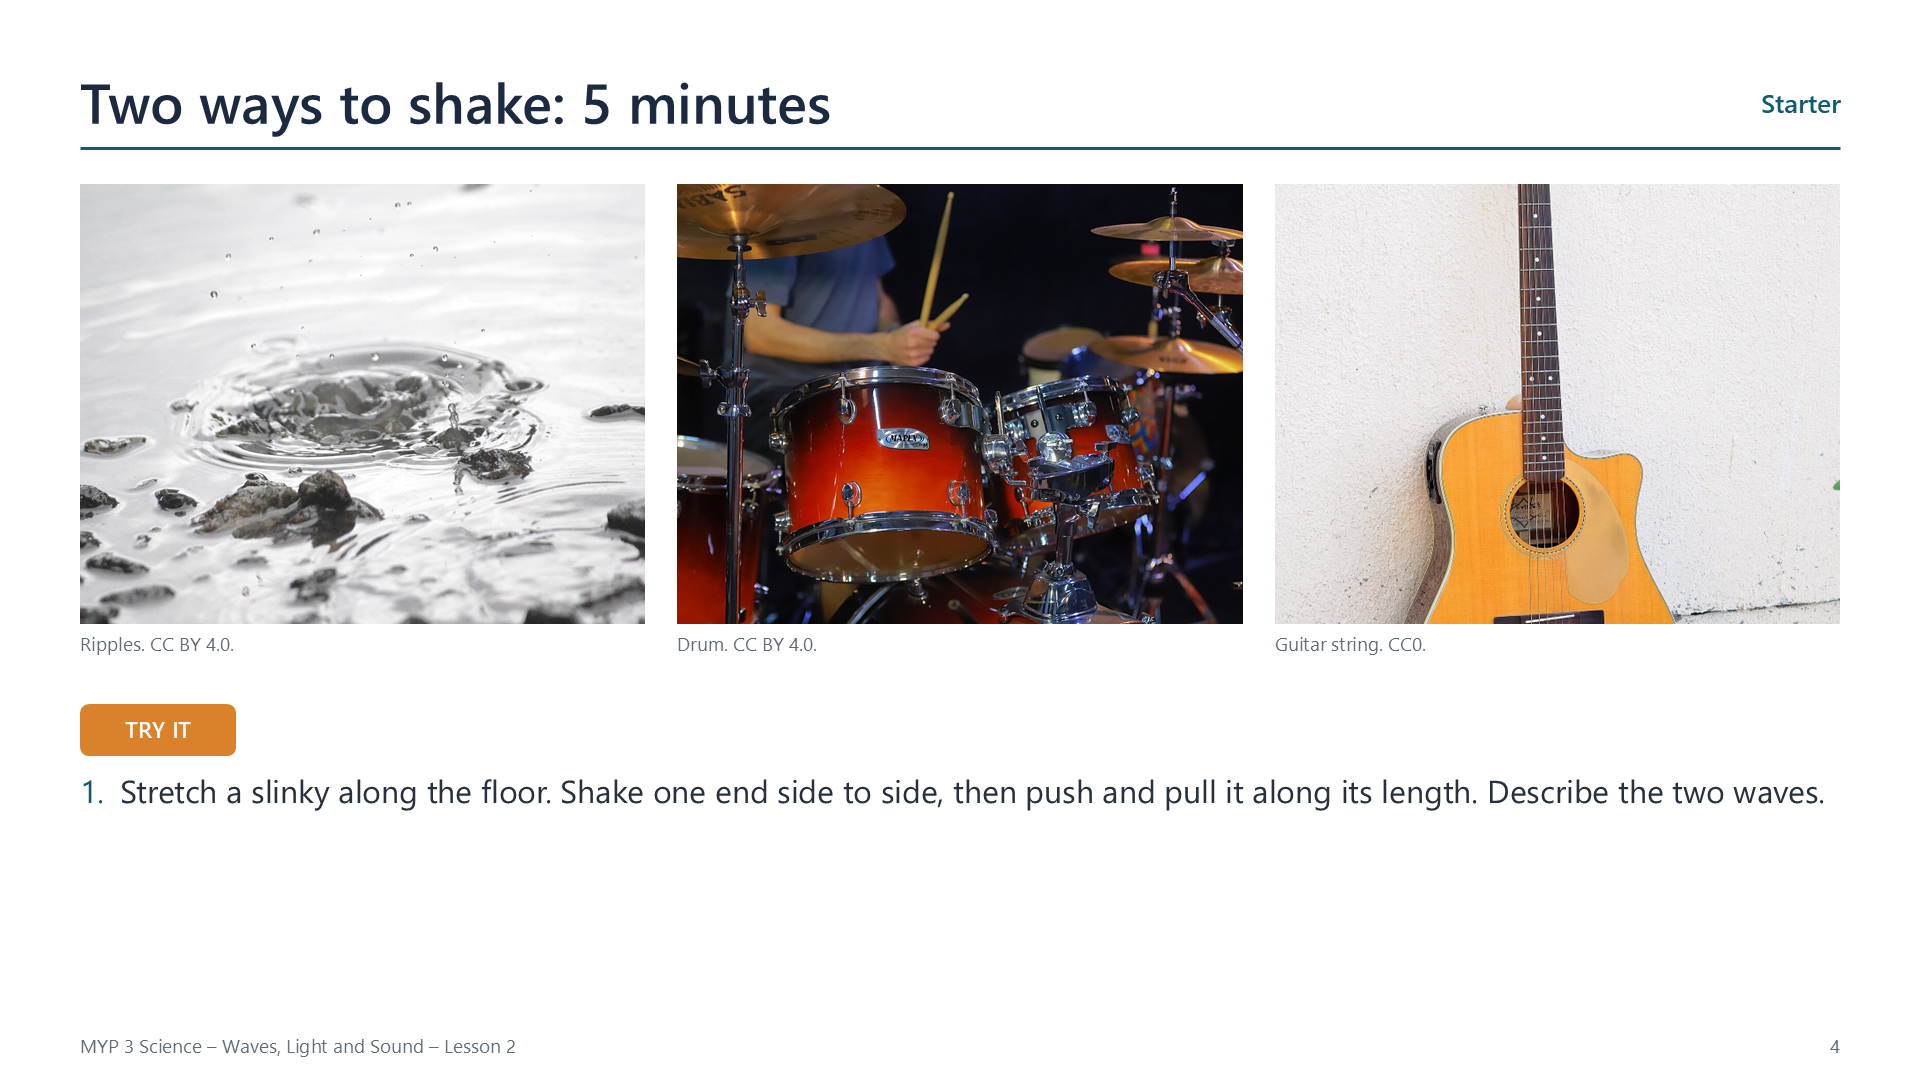 Two ways to shake: 5 minutes
Starter
SABI
MAPEX
Ripples. CC BY 4.0.
Drum. CC BY 4.0.
Guitar string. CC0.
TRY IT
1. Stretch a slinky along the floor. Shake one end side to side, then push and pull it along its length. Describe the two waves.
MYP 3 Science – Waves, Light and Sound – Lesson 2
4